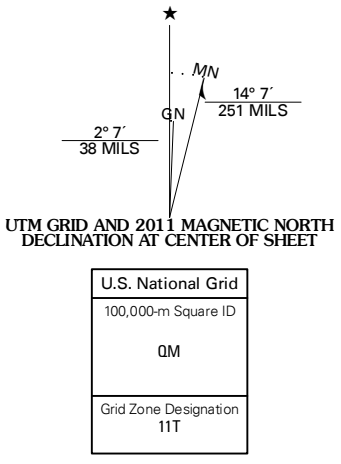 ★
MN
GN
14° 7´
251 MILS
2° 7´
38 MILS
UTM GRID AND 2011 MAGNETIC NORTH
DECLINATION AT CENTER OF SHEET
U.S. National Grid
100,000-m Square ID
QM
Grid Zone Designation
11T